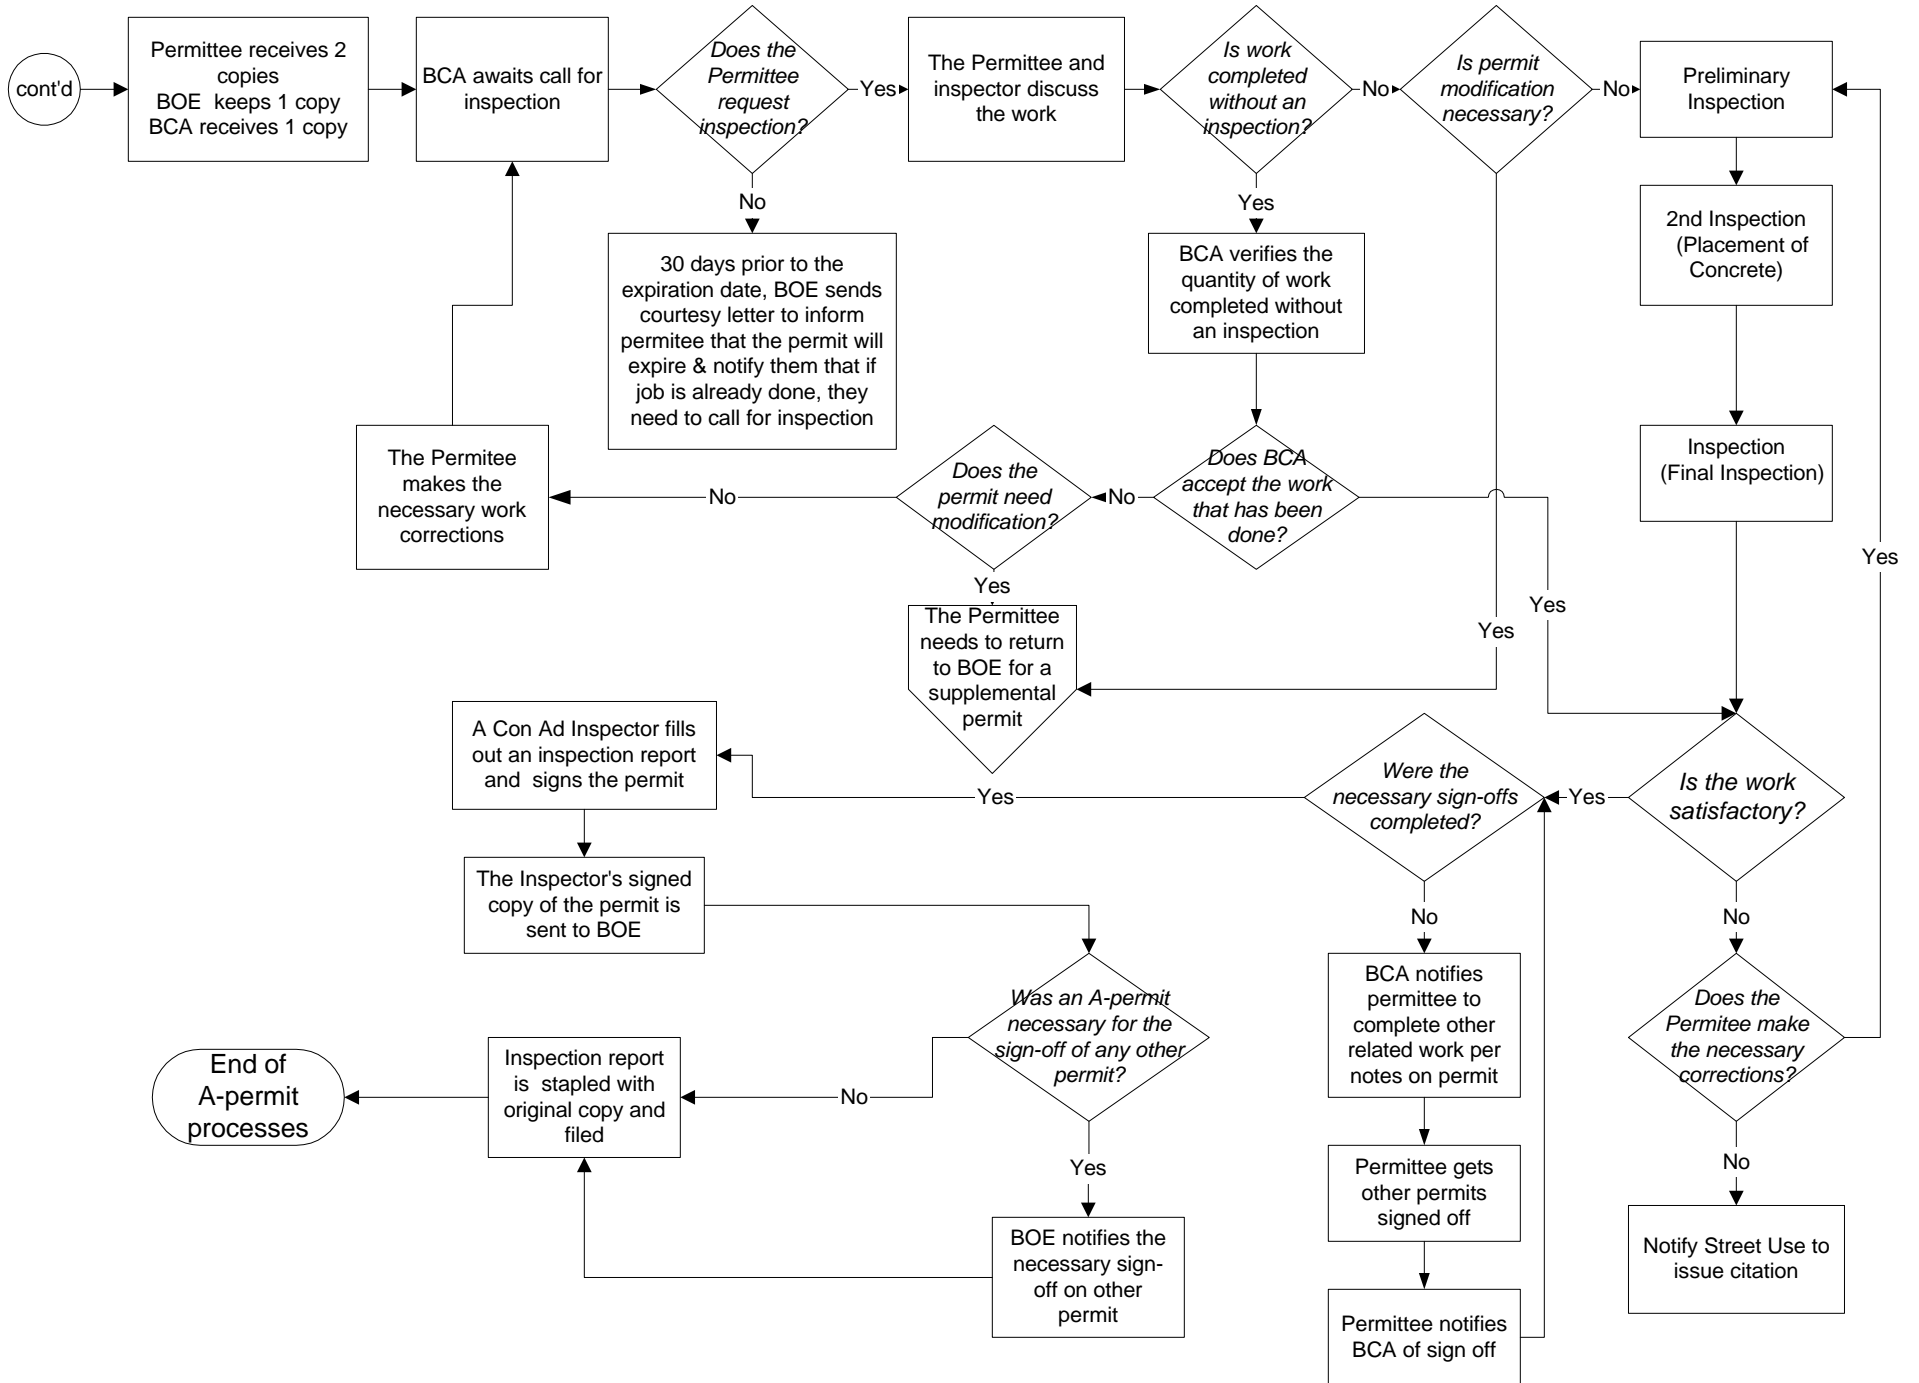 cont'd
Permittee receives 2
copies
BOE keeps 1 copy
BCA receives 1 copy
BCA awaits call for
inspection
Does the
Permittee
request
inspection?
Yes
The Permittee and
inspector discuss
the work
Is work
completed
without an
inspection?
No
Is permit
modification
necessary?
No
Preliminary
Inspection
No
30 days prior to the
expiration date, BOE sends
courtesy letter to inform
permitee that the permit will
expire & notify them that if
job is already done, they
need to call for inspection
Yes
BCA verifies the
quantity of work
completed without
an inspection
2nd Inspection
(Placement of
Concrete)
The Permitee
makes the
necessary work
corrections
No
Does the
permit need
modification?
No
Does BCA
accept the work
that has been
done?
Inspection
(Final Inspection)
Yes
Yes
Yes
Yes
The Permittee
needs to return
to BOE for a
supplemental
permit
A Con Ad Inspector fills
out an inspection report
and signs the permit
Yes
Were the
necessary sign-offs
completed?
Yes
Is the work
satisfactory?
The Inspector's signed
copy of the permit is
sent to BOE
No
No
Was an A-permit
necessary for the
sign-off of any other
permit?
BCA notifies
permittee to
complete other
related work per
notes on permit
Does the
Permitee make
the necessary
corrections?
End of
A-permit
processes
Inspection report
is stapled with
original copy and
filed
No
Yes
Permittee gets
other permits
signed off
No
BOE notifies the
necessary sign-
off on other
permit
Notify Street Use to
issue citation
Permittee notifies
BCA of sign off